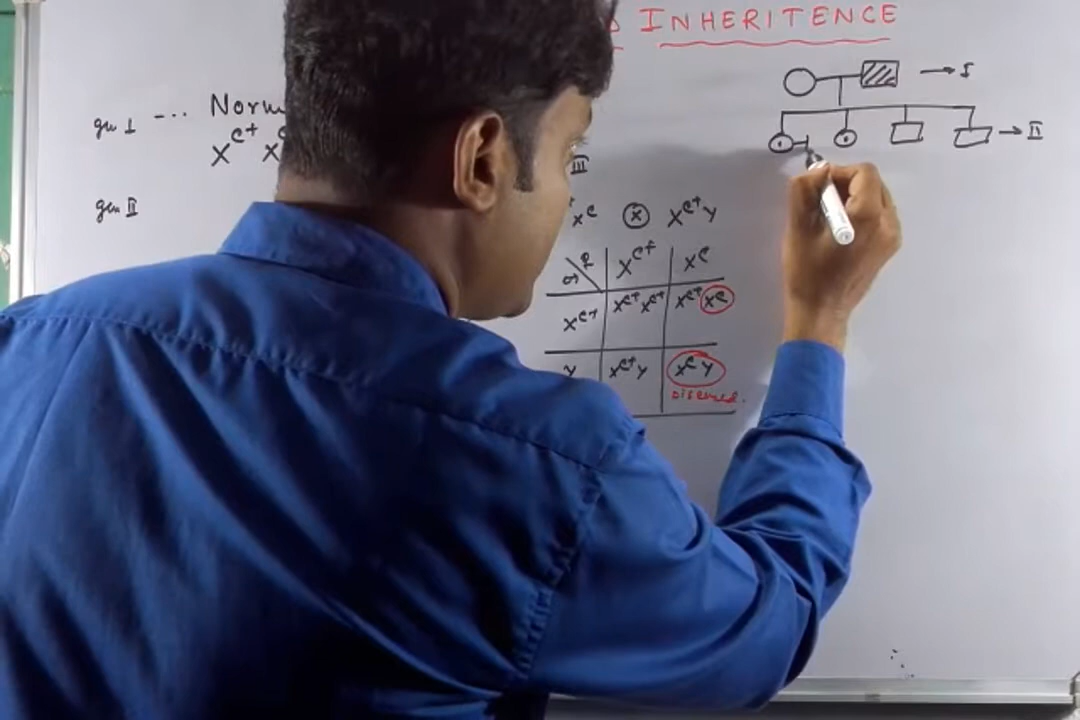 INHERITENCE
→ I
gen I --- Norm
X^c+ X
→ II
III
gen II
X^c ⊗ X^c+ Y
♂ ♀ X^c+ X^c
X^c+ X^c+ X^c+ X^c+ X^c
Y X^c+ Y X^c Y
Diseased.